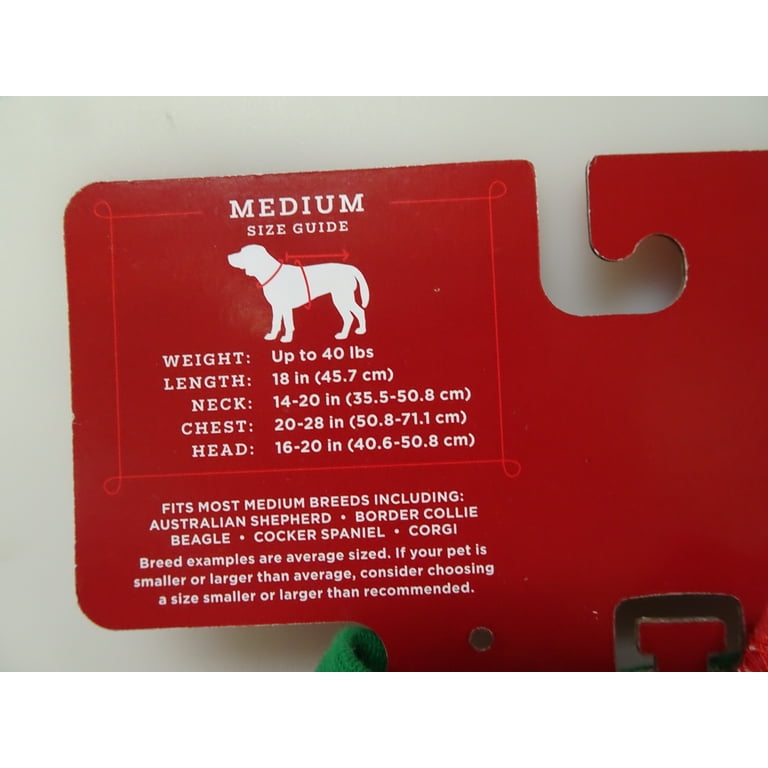 MEDIUM
SIZE GUIDE
WEIGHT: Up to 40 lbs
LENGTH: 18 in (45.7 cm)
NECK: 14-20 in (35.5-50.8 cm)
CHEST: 20-28 in (50.8-71.1 cm)
HEAD: 16-20 in (40.6-50.8 cm)
FITS MOST MEDIUM BREEDS INCLUDING:
AUSTRALIAN SHEPHERD • BORDER COLLIE
BEAGLE • COCKER SPANIEL • CORGI
Breed examples are average sized. If your pet is
smaller or larger than average, consider choosing
a size smaller or larger than recommended.